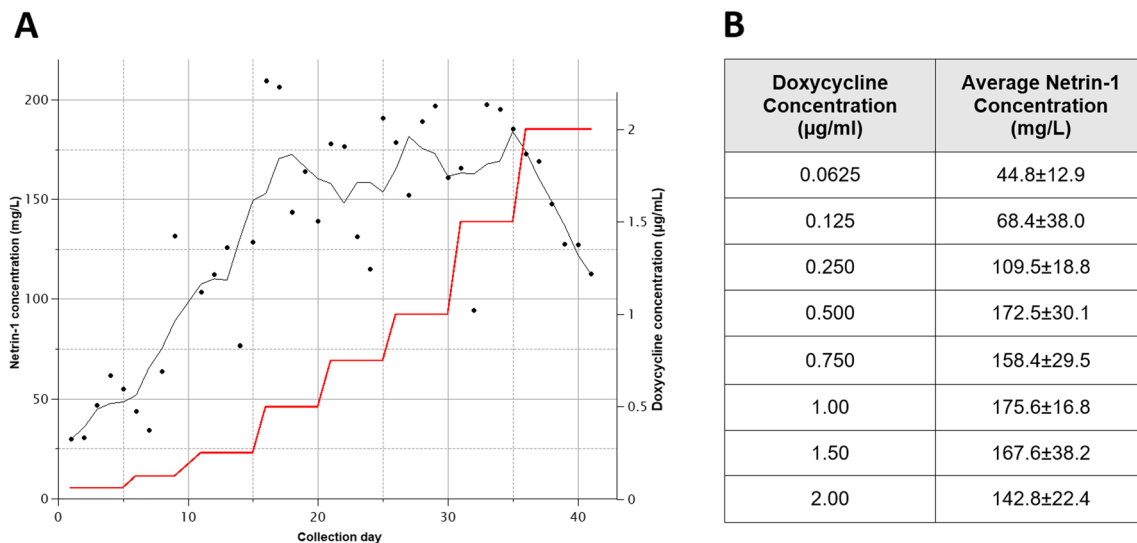 A
B
Netrin-1 concentration (mg/L)
200
150
100
50
0
0
10
20
30
40
Collection day
2
1.5
1
0.5
0
Doxycycline concentration (µg/mL)
Doxycycline
Concentration
(µg/ml)
Average Netrin-1
Concentration
(mg/L)
0.0625 44.8±12.9
0.125 68.4±38.0
0.250 109.5±18.8
0.500 172.5±30.1
0.750 158.4±29.5
1.00 175.6±16.8
1.50 167.6±38.2
2.00 142.8±22.4